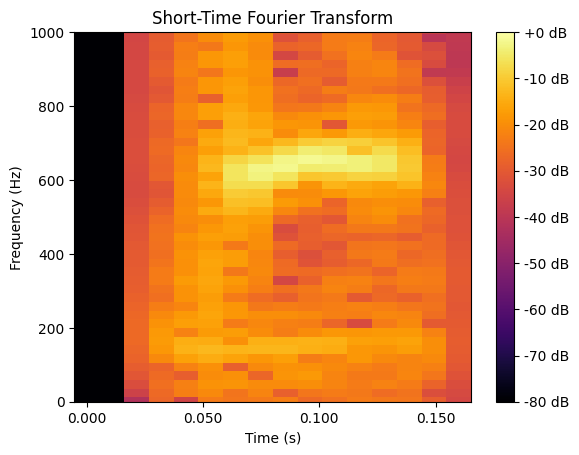 Short-Time Fourier Transform
1000
800
600
400
200
0
Frequency (Hz)
0.000
0.050
0.100
0.150
Time (s)
+0 dB
-10 dB
-20 dB
-30 dB
-40 dB
-50 dB
-60 dB
-70 dB
-80 dB